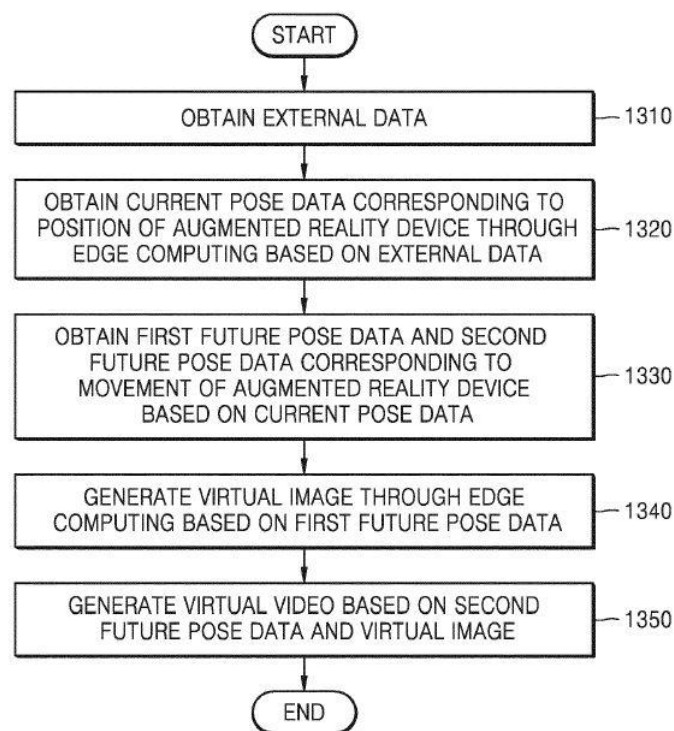 START
OBTAIN EXTERNAL DATA
1310
OBTAIN CURRENT POSE DATA CORRESPONDING TO
POSITION OF AUGMENTED REALITY DEVICE THROUGH
EDGE COMPUTING BASED ON EXTERNAL DATA
1320
OBTAIN FIRST FUTURE POSE DATA AND SECOND
FUTURE POSE DATA CORRESPONDING TO
MOVEMENT OF AUGMENTED REALITY DEVICE
BASED ON CURRENT POSE DATA
1330
GENERATE VIRTUAL IMAGE THROUGH EDGE
COMPUTING BASED ON FIRST FUTURE POSE DATA
1340
GENERATE VIRTUAL VIDEO BASED ON SECOND
FUTURE POSE DATA AND VIRTUAL IMAGE
1350
END